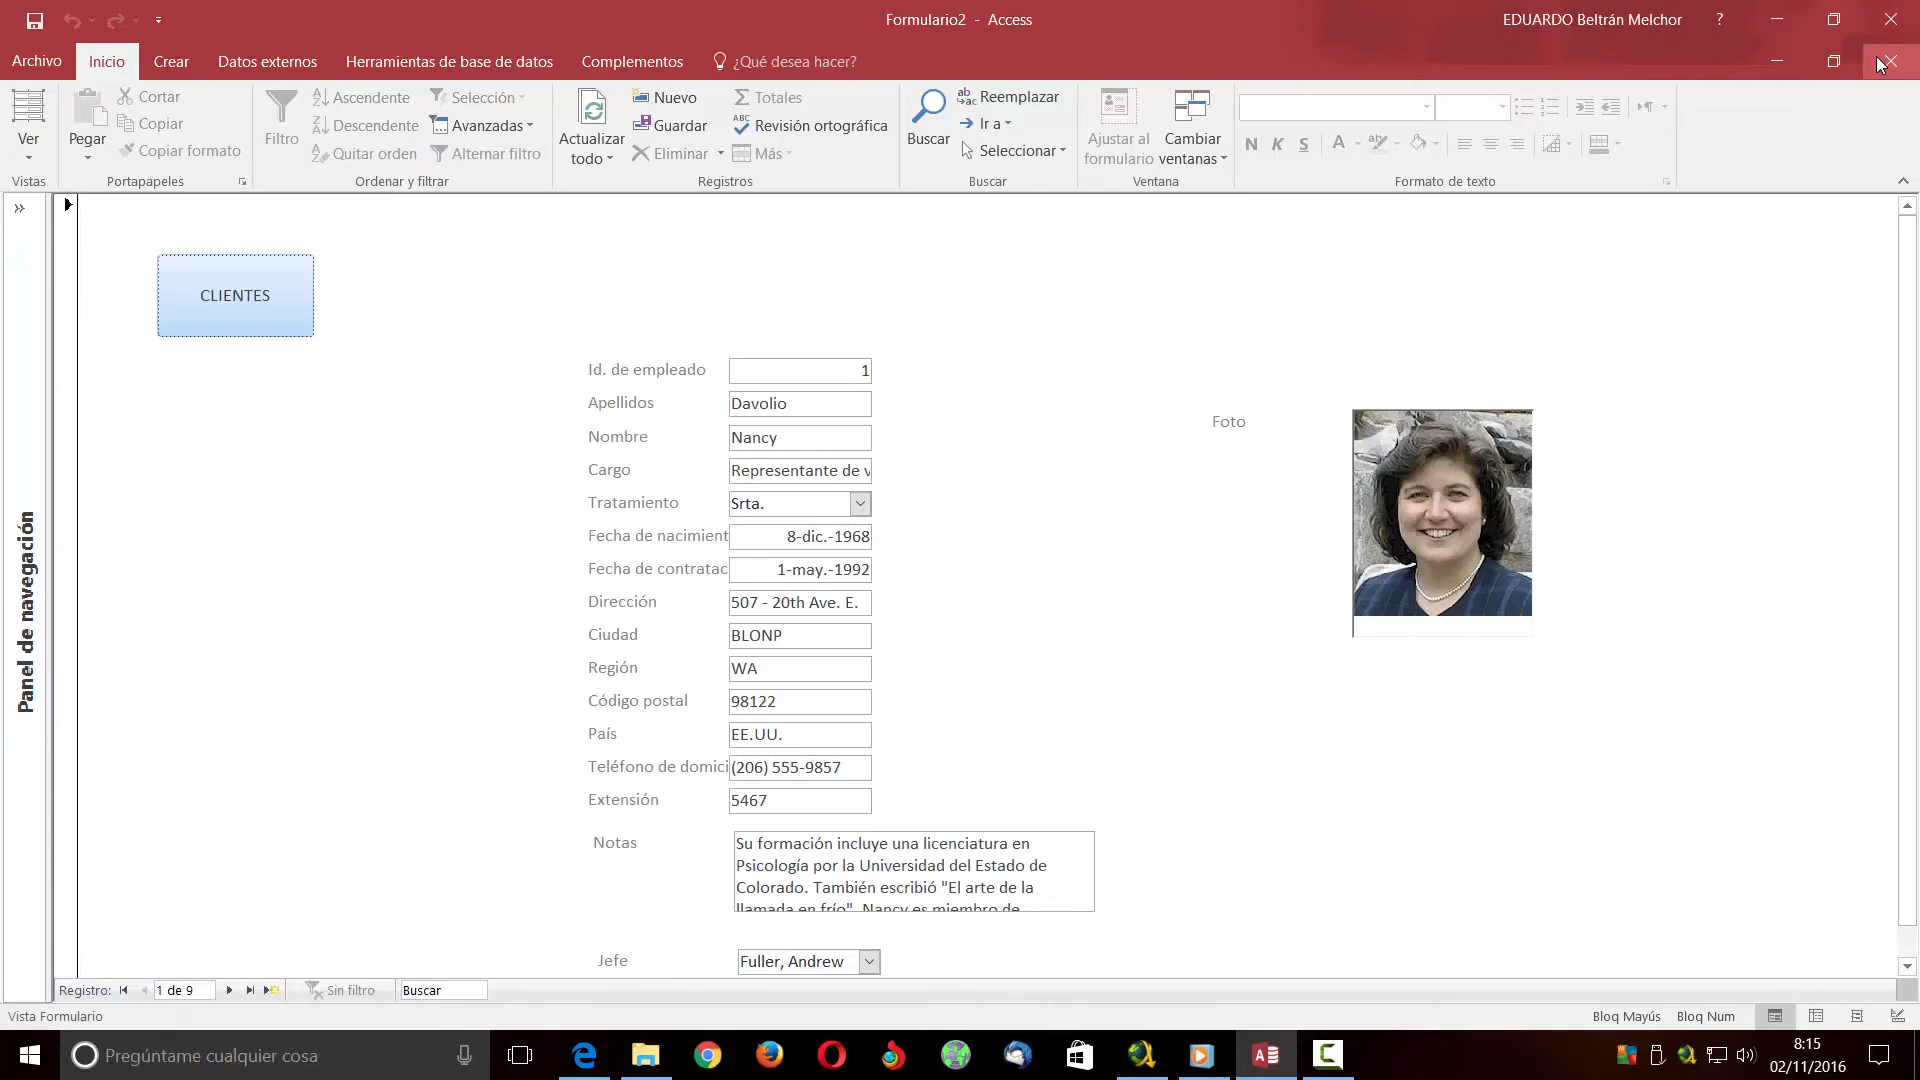 Formulario2 - Access
EDUARDO Beltrán Melchor
?
Archivo
Inicio
Crear
Datos externos
Herramientas de base de datos
Complementos
¿Qué desea hacer?
Ver
Vistas
Pegar
Cortar
Copiar
Copiar formato
Portapapeles
Filtro
Ascendente
Descendente
Quitar orden
Selección
Avanzadas
Alternar filtro
Ordenar y filtrar
Actualizar
todo
Nuevo
Guardar
Eliminar
Totales
Revisión ortográfica
Más
Registros
Buscar
Reemplazar
Ir a
Seleccionar
Buscar
Ajustar al
formulario
Cambiar
ventanas
Ventana
N K S A
Formato de texto
Panel de navegación
CLIENTES
Id. de empleado 1
Apellidos Davolio
Nombre Nancy
Cargo Representante de v
Tratamiento Srta.
Fecha de nacimient 8-dic.-1968
Fecha de contratac 1-may.-1992
Dirección 507 - 20th Ave. E.
Ciudad BLONP
Región WA
Código postal 98122
País EE.UU.
Teléfono de domici (206) 555-9857
Extensión 5467
Notas Su formación incluye una licenciatura en
Psicología por la Universidad del Estado de
Colorado. También escribió "El arte de la
llamada en frío". Nancy es miembro de
Jefe Fuller, Andrew
Foto
Registro: 1 de 9 Sin filtro Buscar
Vista Formulario
Bloq Mayús Bloq Num
Pregúntame cualquier cosa
8:15
02/11/2016